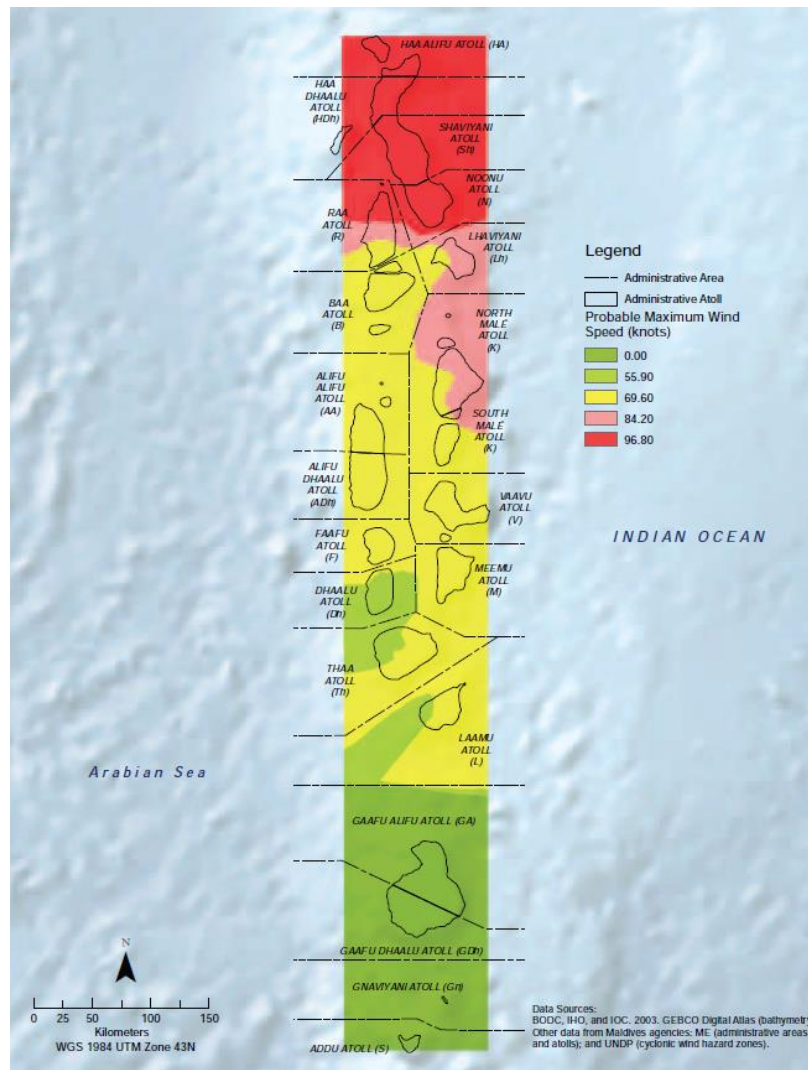 HAA ALIFU ATOLL (HA)
HAA
DHAALU
ATOLL
(HDh)
SHAVIYANI
ATOLL
(Sh)
NOONU
ATOLL
(N)
RAA
ATOLL
(R)
LHAVIYANI
ATOLL
(Lh)
BAA
ATOLL
(B)
NORTH
MALÉ
ATOLL
(K)
ALIFU
ALIFU
ATOLL
(AA)
SOUTH
MALÉ
ATOLL
(K)
ALIFU
DHAALU
ATOLL
(ADh)
VAAVU
ATOLL
(V)
FAAFU
ATOLL
(F)
MEEMU
ATOLL
(M)
DHAALU
ATOLL
(Dh)
THAA
ATOLL
(Th)
LAAMU
ATOLL
(L)
GAAFU ALIFU ATOLL (GA)
GAAFU DHAALU ATOLL (GDh)
GNAVIYANI ATOLL (Gn)
ADDU ATOLL (S)
Legend
Administrative Area
Administrative Atoll
Probable Maximum Wind
Speed (knots)
0.00
55.90
69.60
84.20
96.80
INDIAN OCEAN
Arabian Sea
N
0 25 50 100 150
Kilometers
WGS 1984 UTM Zone 43N
Data Sources:
BODC, IHO, and IOC. 2003. GEBCO Digital Atlas (bathymetry
Other data from Maldives agencies: ME (administrative areas
and atolls); and UNDP (cyclonic wind hazard zones).